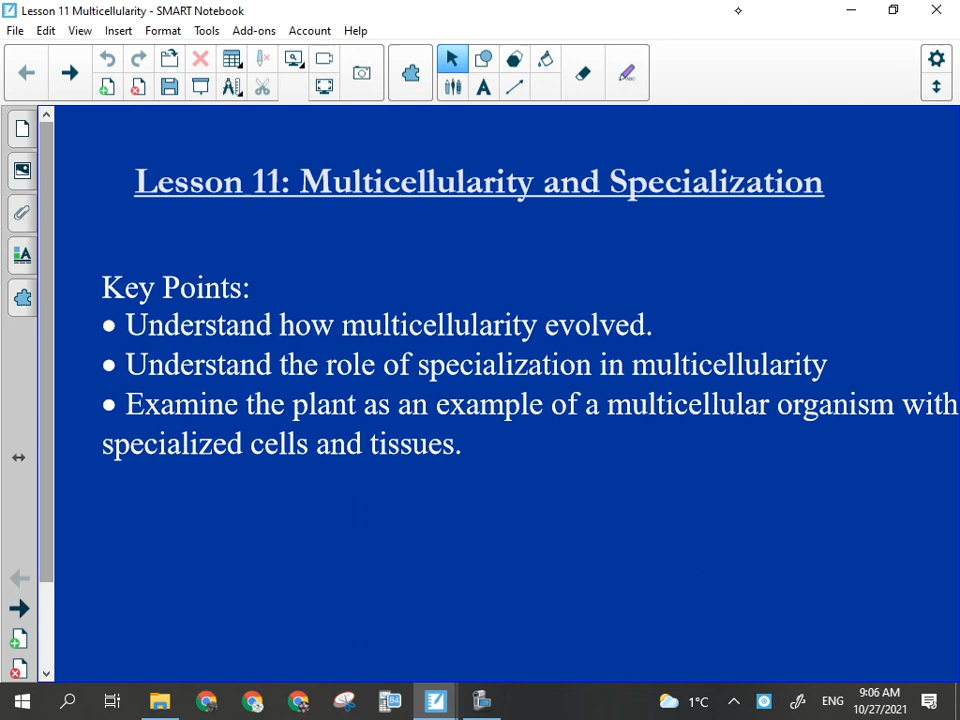 Lesson 11 Multicellularity - SMART Notebook
File Edit View Insert Format Tools Add-ons Account Help
Lesson 11: Multicellularity and Specialization
Key Points:
• Understand how multicellularity evolved.
• Understand the role of specialization in multicellularity
• Examine the plant as an example of a multicellular organism with
specialized cells and tissues.
1°C
ENG
9:06 AM
10/27/2021